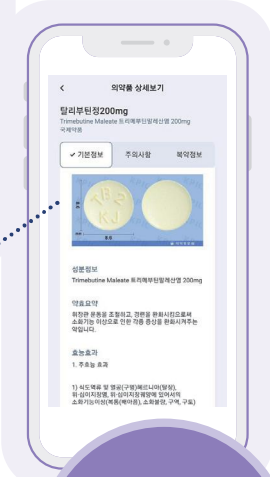 의약품 상세보기
탈리부틴정200mg
Trimebutine Maleate 트리메부틴말레산염 200mg
국제약품
기본정보 주의사항 복약정보
TB2
KJ
8.0
성분정보
Trimebutine Maleate 트리메부틴말레산염 200mg
약효요약
위장관 운동을 조절하고, 경련을 완화시킴으로써
소화기능 이상으로 인한 각종 증상을 완화시켜주는
약입니다.
효능효과
1. 주효능 효과
1) 식도역류 및 열공(구멍)헤르니아(탈장),
위·십이지장염, 위·십이지장궤양에 있어서의
소화기능이상(복통(배아픔), 소화불량, 구역, 구토)